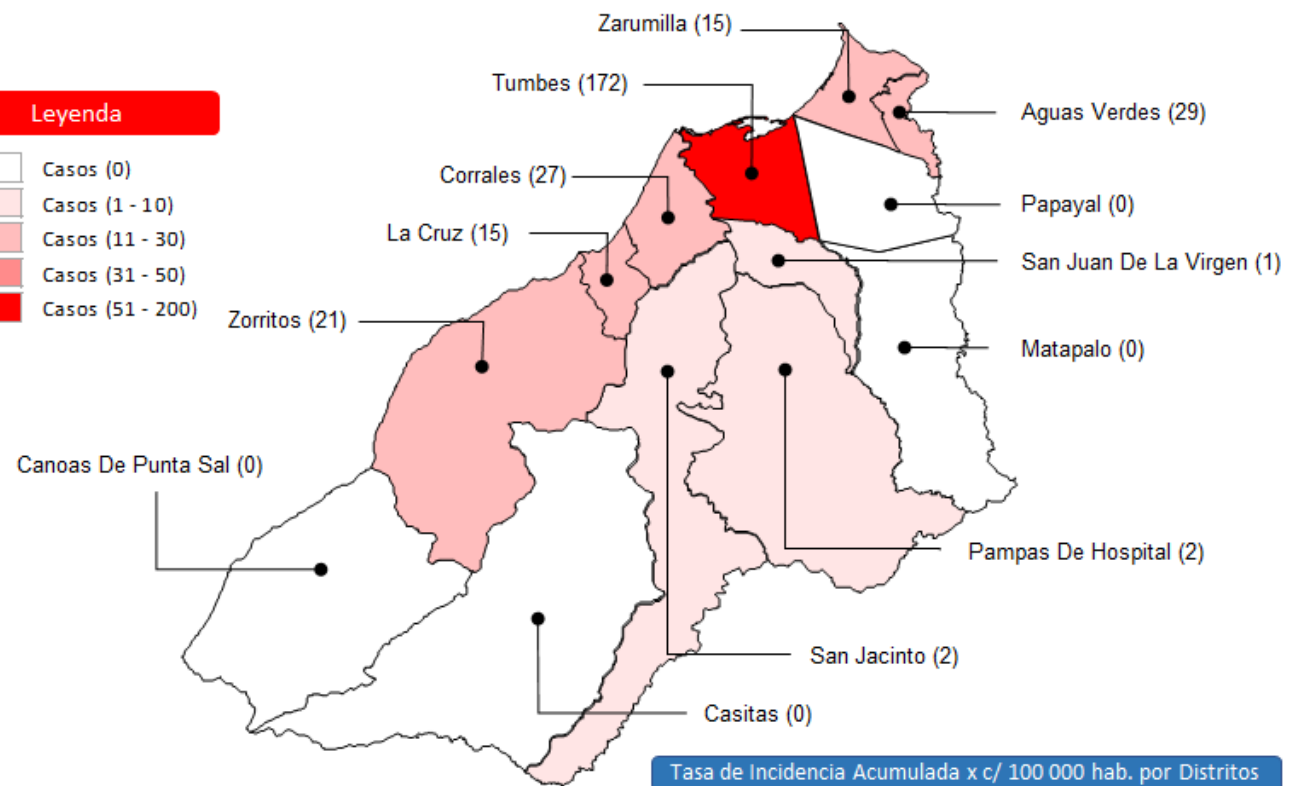 Zarumilla (15)
Tumbes (172)
Leyenda
Aguas Verdes (29)
Casos (0)
Corrales (27)
Casos (1 - 10)
Papayal (0)
La Cruz (15)
Casos (11 - 30)
San Juan De La Virgen (1)
Casos (31 - 50)
Casos (51 - 200)
Zorritos (21)
Matapalo (0)
Canoas De Punta Sal (0)
Pampas De Hospital (2)
San Jacinto (2)
Casitas (0)
Tasa de Incidencia Acumulada x c/ 100 000 hab. por Distritos